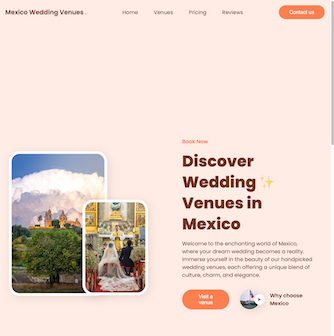 Mexico Wedding Venues .
Home Venues Pricing Reviews
Contact us
Book Now
Discover
Wedding ✨
Venues in
Mexico
Welcome to the enchanting world of Mexico,
where your dream wedding becomes a reality.
Immerse yourself in the beauty of our handpicked
wedding venues, each offering a unique blend of
culture, charm, and elegance.
Visit a
venue
Why choose
Mexico